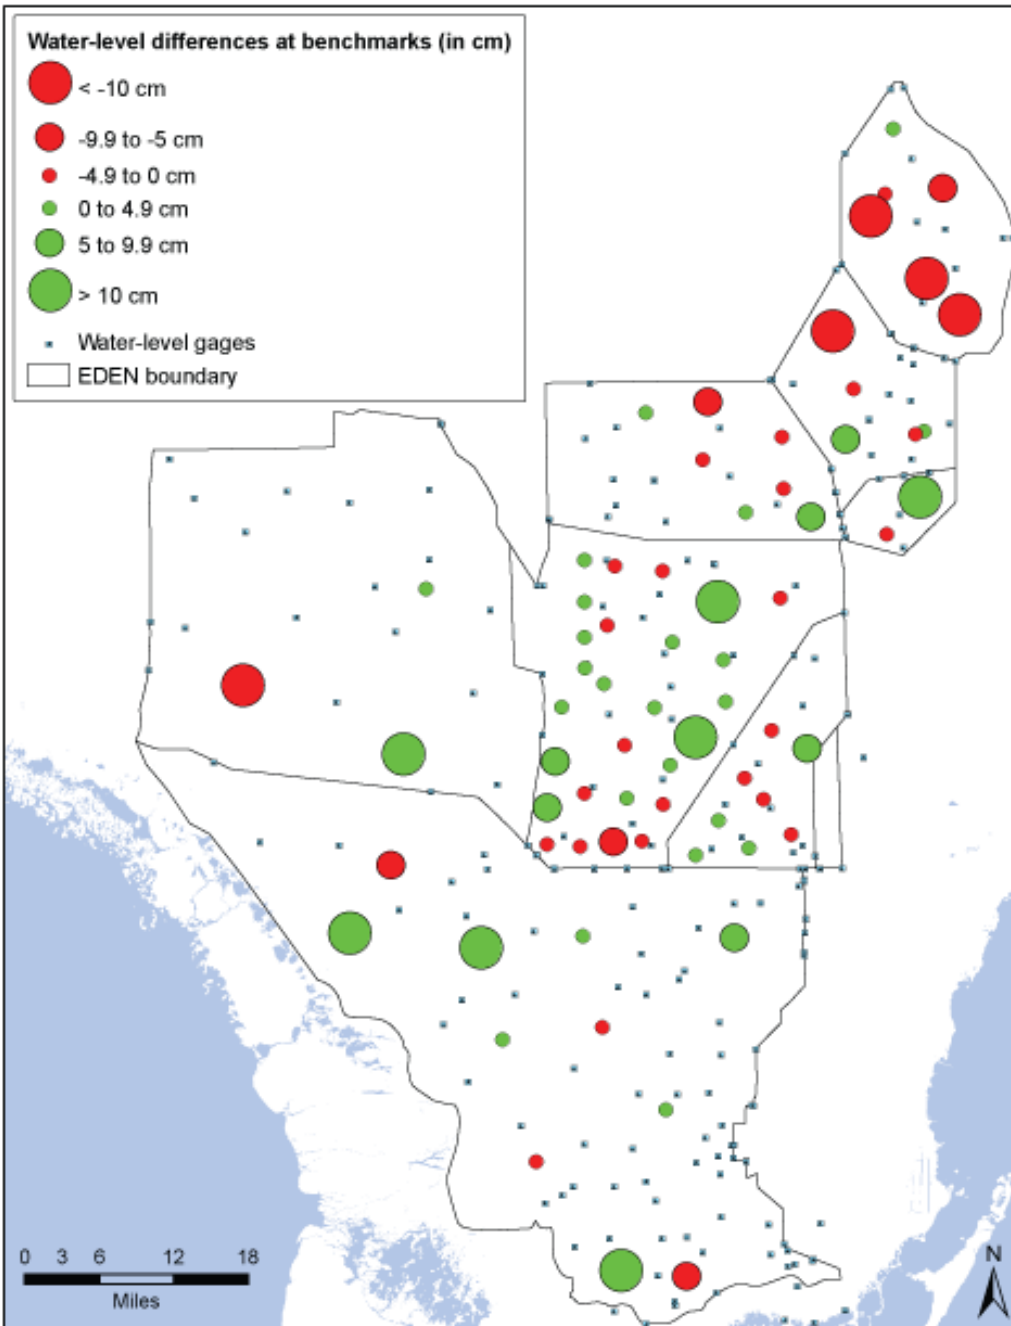 Water-level differences at benchmarks (in cm)
< -10 cm
-9.9 to -5 cm
-4.9 to 0 cm
0 to 4.9 cm
5 to 9.9 cm
> 10 cm
Water-level gages
EDEN boundary
0 3 6 12 18
Miles
N